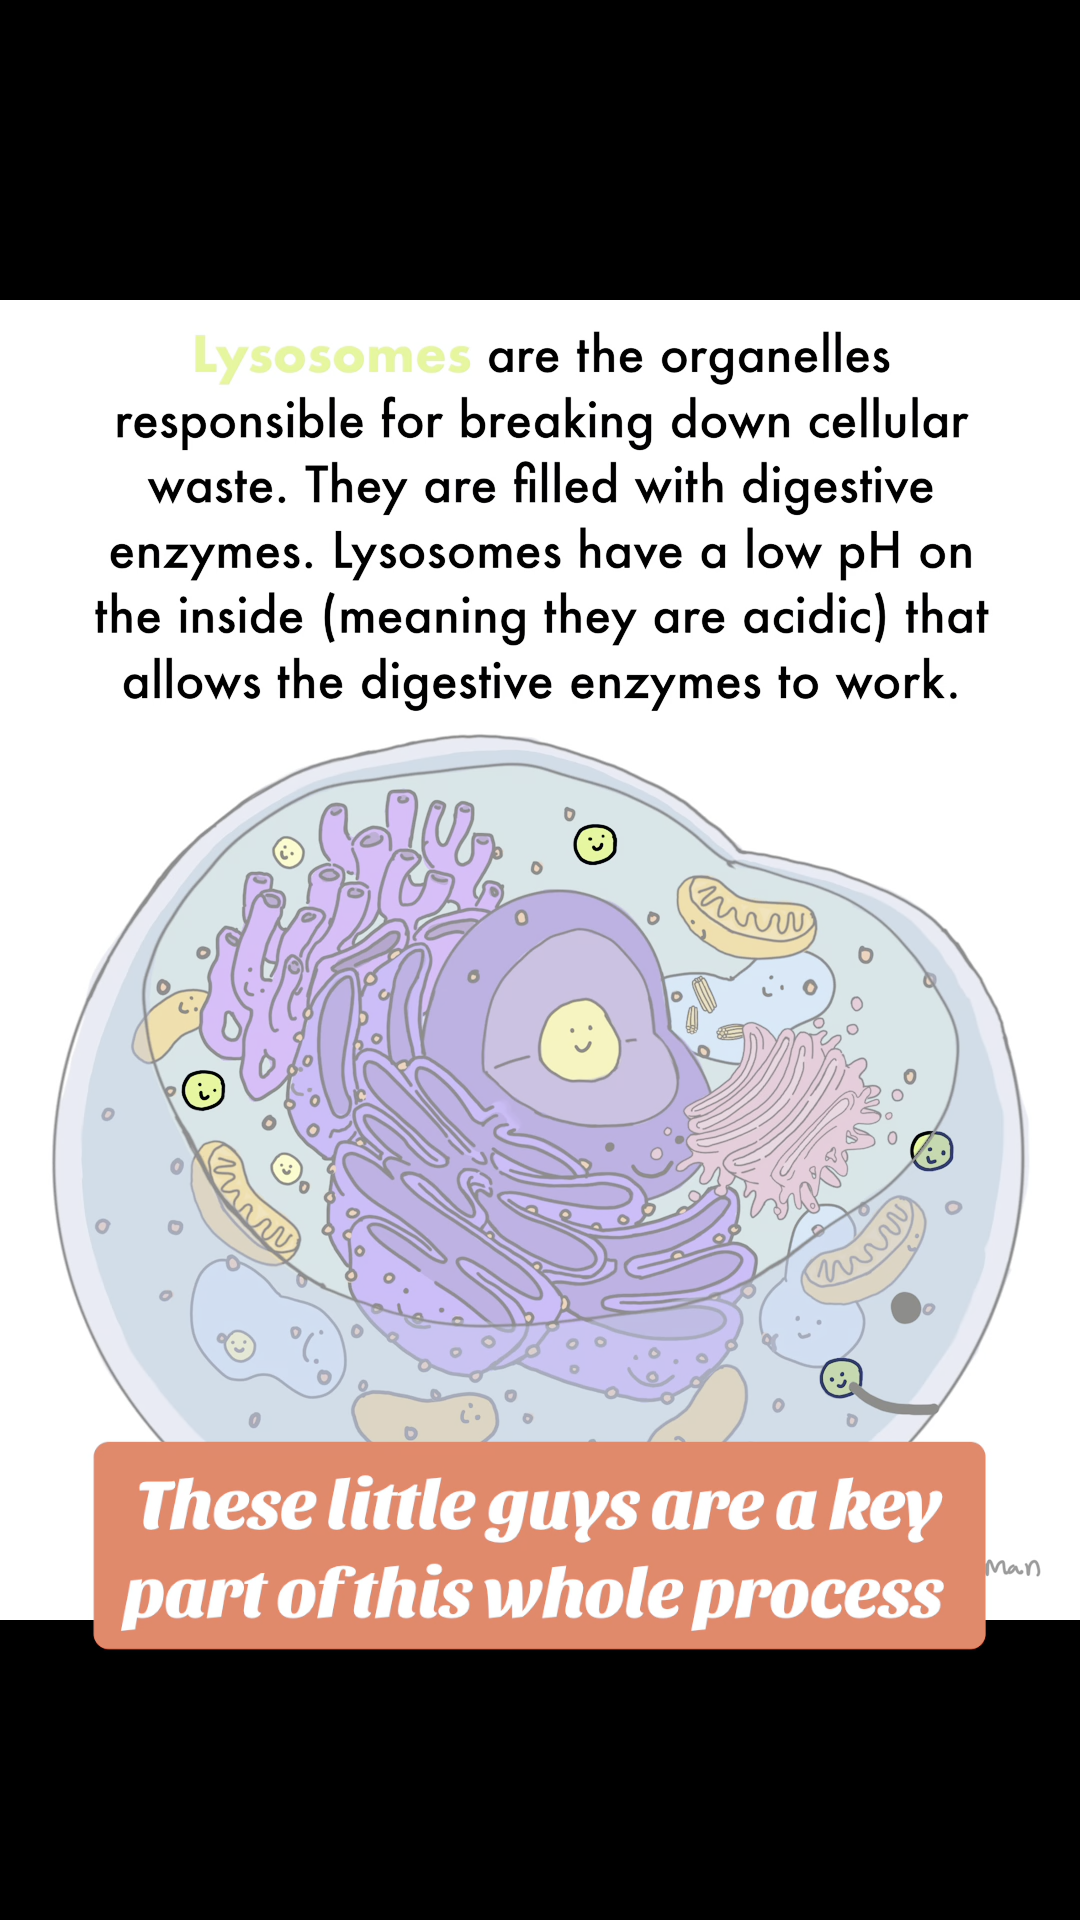 Lysosomes are the organelles
responsible for breaking down cellular
waste. They are filled with digestive
enzymes. Lysosomes have a low pH on
the inside (meaning they are acidic) that
allows the digestive enzymes to work.
These little guys are a key
part of this whole process